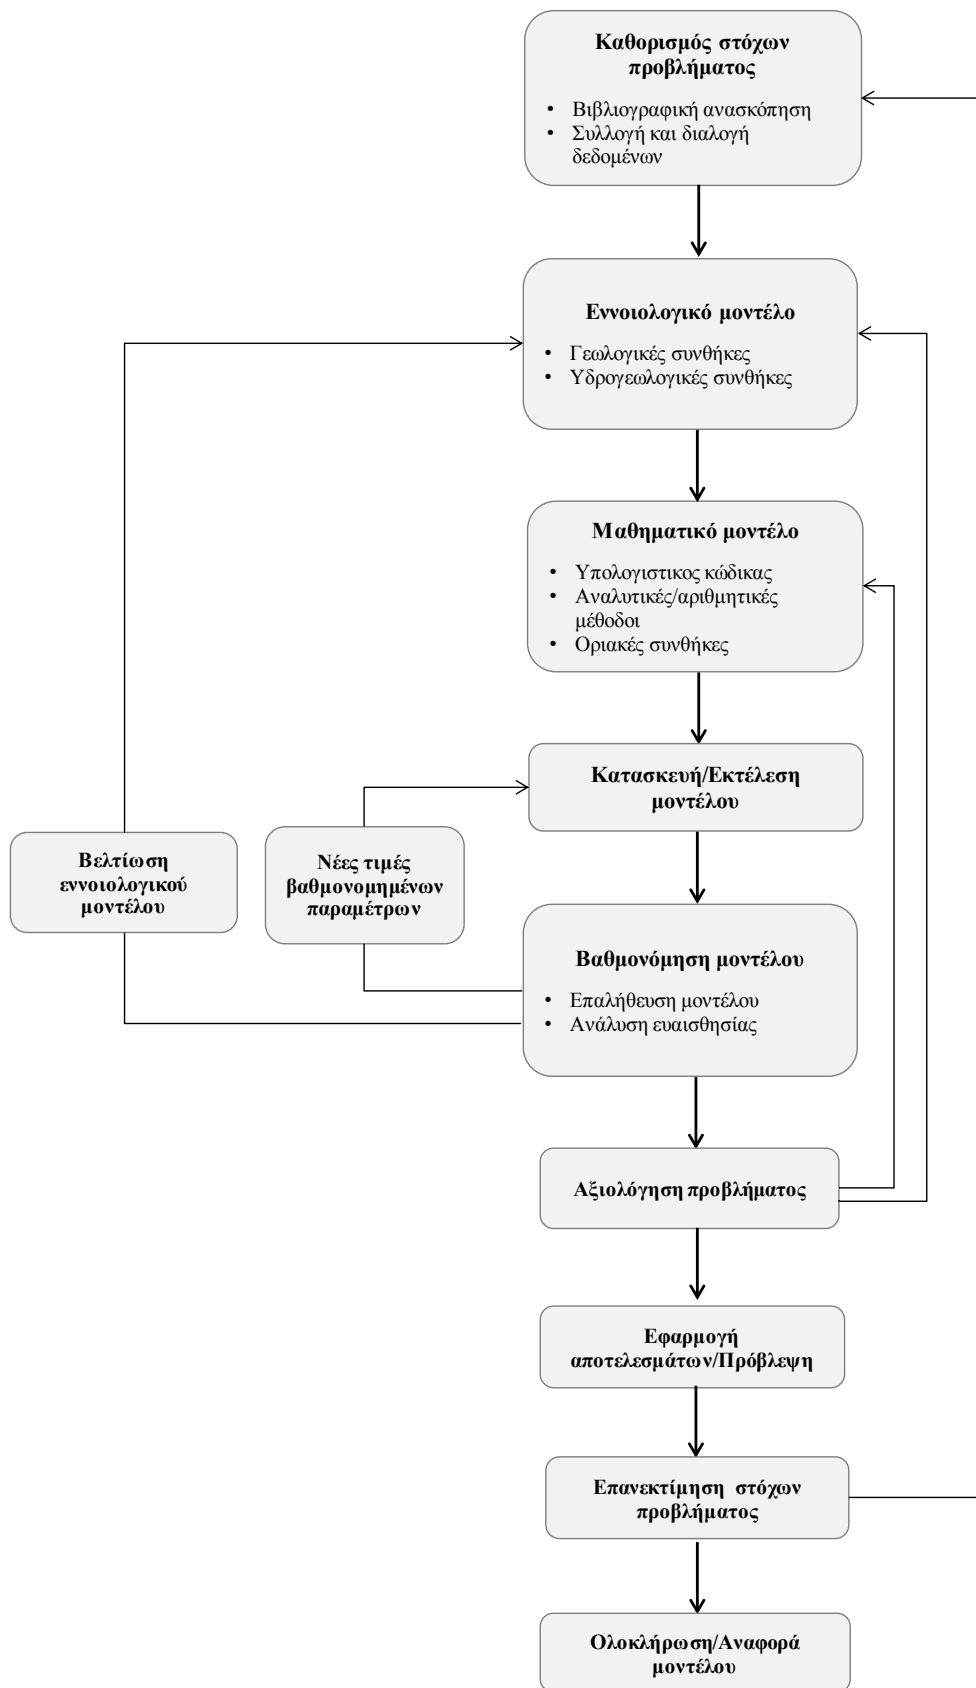 Καθορισμός στόχων
προβλήματος
• Βιβλιογραφική ανασκόπηση
• Συλλογή και διαλογή
δεδομένων
Εννοιολογικό μοντέλο
• Γεωλογικές συνθήκες
• Υδρογεωλογικές συνθήκες
Μαθηματικό μοντέλο
• Υπολογιστικος κώδικας
• Αναλυτικές/αριθμητικές
μέθοδοι
• Οριακές συνθήκες
Κατασκευή/Εκτέλεση
μοντέλου
Βελτίωση
εννοιολογικού
μοντέλου
Νέες τιμές
βαθμονομημένων
παραμέτρων
Βαθμονόμηση μοντέλου
• Επαλήθευση μοντέλου
• Ανάλυση ευαισθησίας
Αξιολόγηση προβλήματος
Εφαρμογή
αποτελεσμάτων/Πρόβλεψη
Επανεκτίμηση στόχων
προβλήματος
Ολοκλήρωση/Αναφορά
μοντέλου